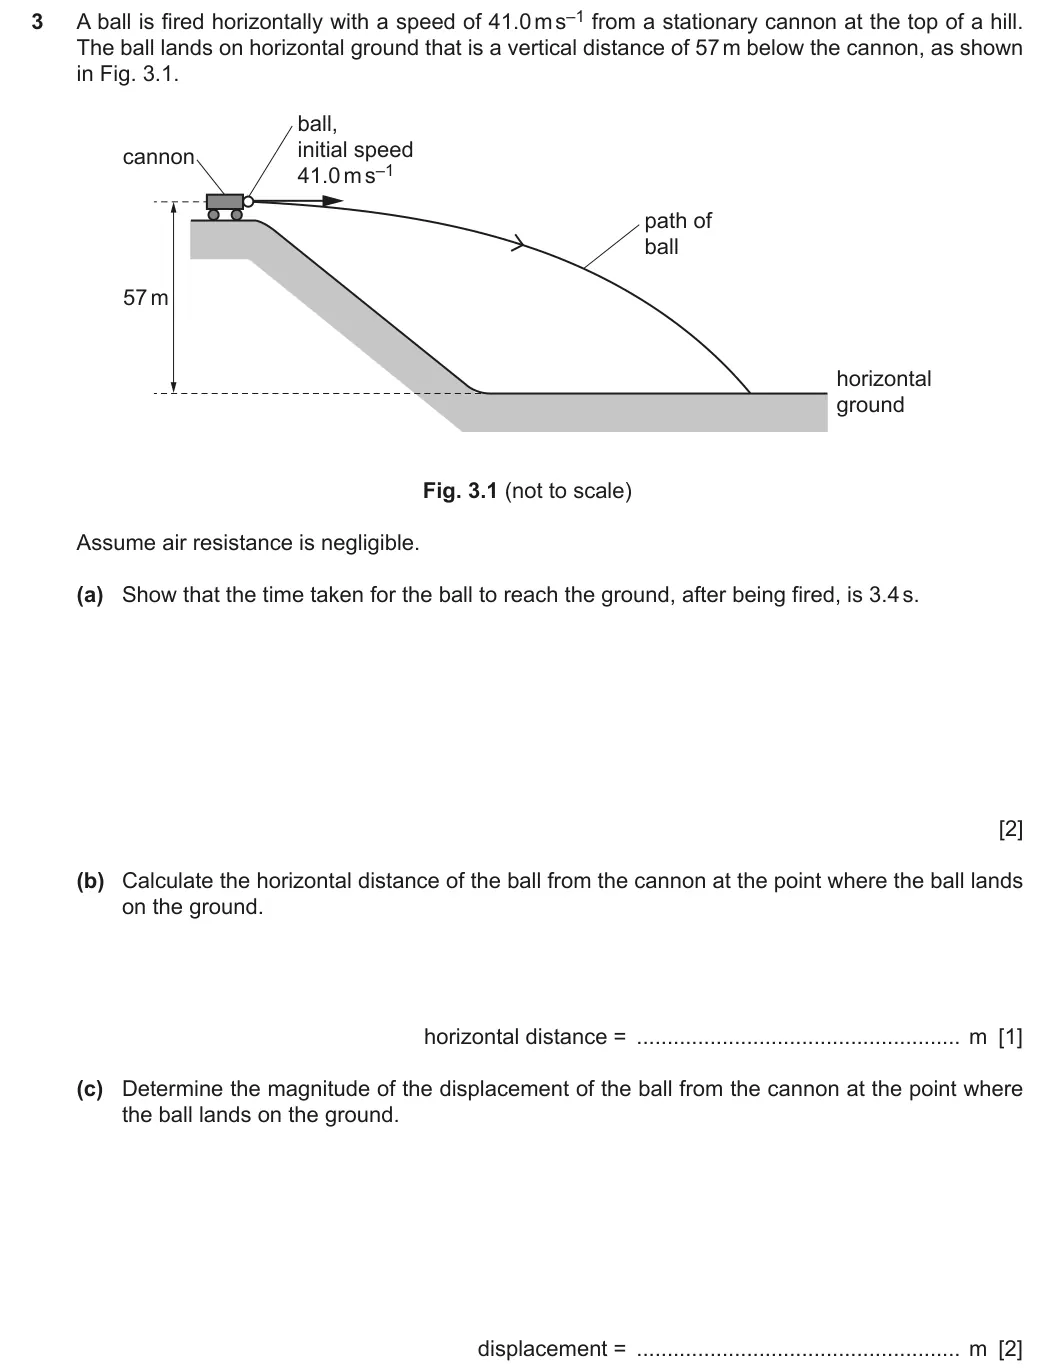 3 A ball is fired horizontally with a speed of 41.0 m s⁻¹ from a stationary cannon at the top of a hill.
The ball lands on horizontal ground that is a vertical distance of 57 m below the cannon, as shown
in Fig. 3.1.
ball,
initial speed
41.0 m s⁻¹
cannon
path of
ball
57 m
horizontal
ground
Fig. 3.1 (not to scale)
Assume air resistance is negligible.
(a) Show that the time taken for the ball to reach the ground, after being fired, is 3.4 s.
[2]
(b) Calculate the horizontal distance of the ball from the cannon at the point where the ball lands
on the ground.
horizontal distance = ..................................................... m [1]
(c) Determine the magnitude of the displacement of the ball from the cannon at the point where
the ball lands on the ground.
displacement = ..................................................... m [2]